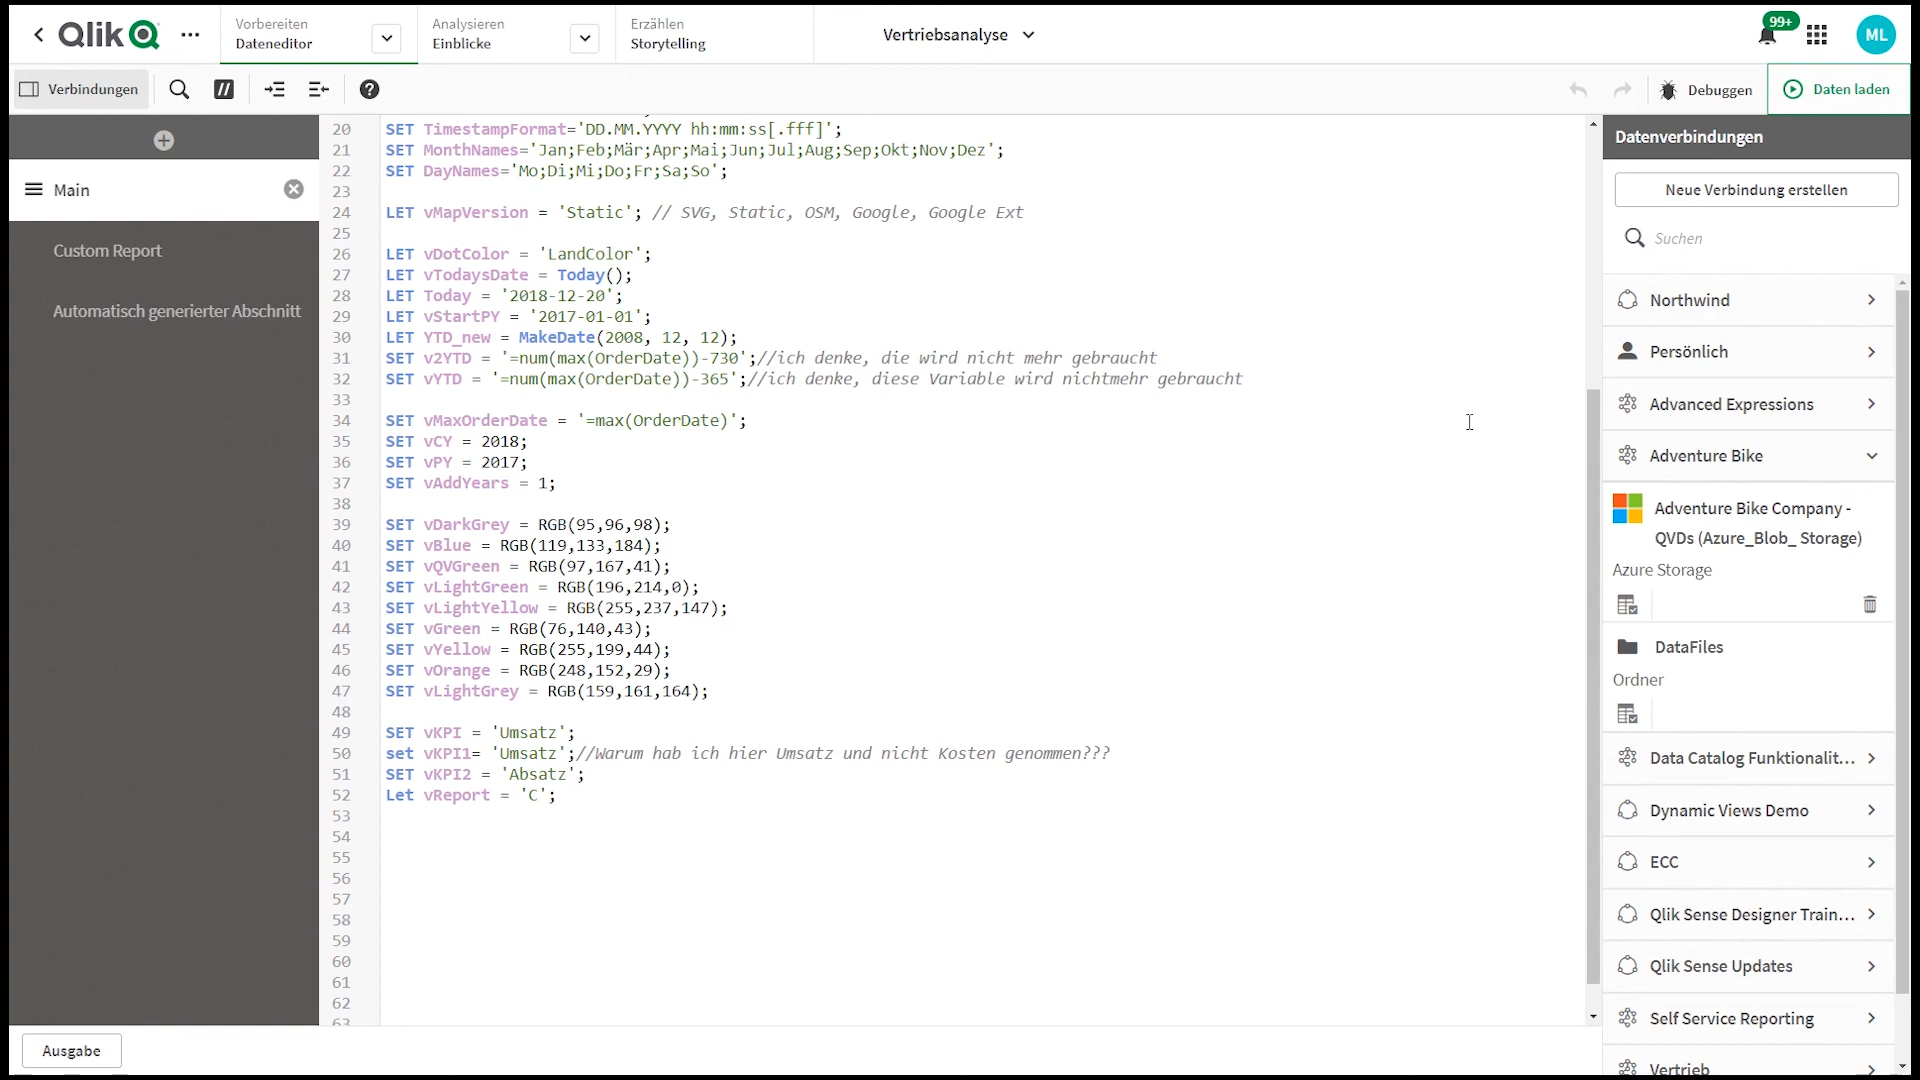 Qlik
Vorbereiten
Dateneditor
Analysieren
Einblicke
Erzählen
Storytelling
Vertriebsanalyse
99+
ML
Verbindungen
//
?
Debuggen
Daten laden
Main
Custom Report
Automatisch generierter Abschnitt
20 SET TimestampFormat='DD.MM.YYYY hh:mm:ss[.fff]';
21 SET MonthNames='Jan;Feb;Mär;Apr;Mai;Jun;Jul;Aug;Sep;Okt;Nov;Dez';
22 SET DayNames='Mo;Di;Mi;Do;Fr;Sa;So';
23
24 LET vMapVersion = 'Static'; // SVG, Static, OSM, Google, Google Ext
25
26 LET vDotColor = 'LandColor';
27 LET vTodaysDate = Today();
28 LET Today = '2018-12-20';
29 LET vStartPY = '2017-01-01';
30 LET YTD_new = MakeDate(2008, 12, 12);
31 SET v2YTD = '=num(max(OrderDate))-730';//ich denke, die wird nicht mehr gebraucht
32 SET vYTD = '=num(max(OrderDate))-365';//ich denke, diese Variable wird nichtmehr gebraucht
33
34 SET vMaxOrderDate = '=max(OrderDate)';
35 SET vCY = 2018;
36 SET vPY = 2017;
37 SET vAddYears = 1;
38
39 SET vDarkGrey = RGB(95,96,98);
40 SET vBlue = RGB(119,133,184);
41 SET vQVGreen = RGB(97,167,41);
42 SET vLightGreen = RGB(196,214,0);
43 SET vLightYellow = RGB(255,237,147);
44 SET vGreen = RGB(76,140,43);
45 SET vYellow = RGB(255,199,44);
46 SET vOrange = RGB(248,152,29);
47 SET vLightGrey = RGB(159,161,164);
48
49 SET vKPI = 'Umsatz';
50 set vKPI1= 'Umsatz';//Warum hab ich hier Umsatz und nicht Kosten genommen???
51 SET vKPI2 = 'Absatz';
52 Let vReport = 'C';
53
54
55
56
57
58
59
60
61
62
63
Datenverbindungen
Neue Verbindung erstellen
Suchen
Northwind
Persönlich
Advanced Expressions
Adventure Bike
Adventure Bike Company -
QVDs (Azure_Blob_ Storage)
Azure Storage
DataFiles
Ordner
Data Catalog Funktionalit...
Dynamic Views Demo
ECC
Qlik Sense Designer Train...
Qlik Sense Updates
Self Service Reporting
Vertrieb
Ausgabe